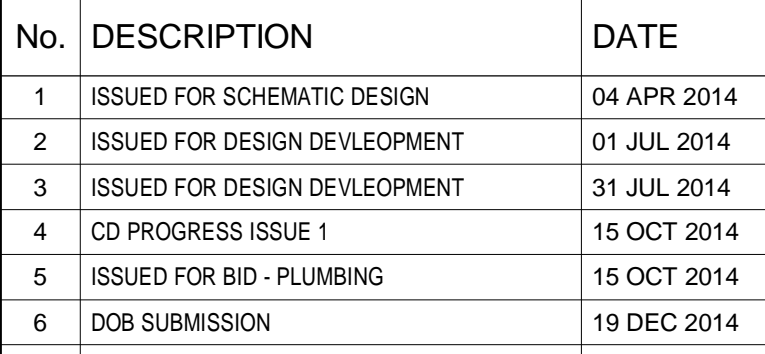 No. DESCRIPTION DATE
1 ISSUED FOR SCHEMATIC DESIGN 04 APR 2014
2 ISSUED FOR DESIGN DEVLEOPMENT 01 JUL 2014
3 ISSUED FOR DESIGN DEVLEOPMENT 31 JUL 2014
4 CD PROGRESS ISSUE 1 15 OCT 2014
5 ISSUED FOR BID - PLUMBING 15 OCT 2014
6 DOB SUBMISSION 19 DEC 2014